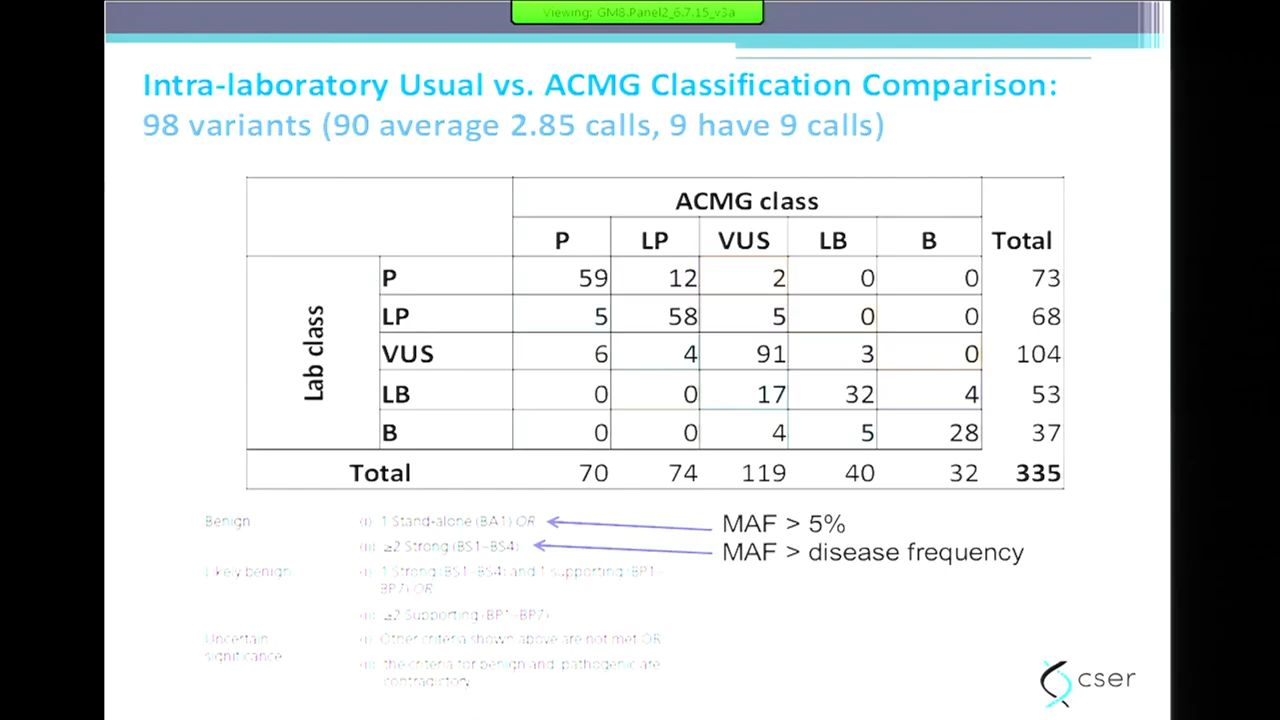 Viewing: GM8.Panel2_6.7.15_v3a
Intra-laboratory Usual vs. ACMG Classification Comparison:
98 variants (90 average 2.85 calls, 9 have 9 calls)
ACMG class
P LP VUS LB B Total
Lab class
P 59 12 2 0 0 73
LP 5 58 5 0 0 68
VUS 6 4 91 3 0 104
LB 0 0 17 32 4 53
B 0 0 4 5 28 37
Total 70 74 119 40 32 335
Benign (i) 1 Stand-alone (BA1) OR
(ii) ≥2 Strong (BS1–BS4)
Likely benign (i) 1 Strong (BS1–BS4) and 1 supporting (BP1–
BP7) OR
(ii) ≥2 Supporting (BP1–BP7)
Uncertain (i) Other criteria shown above are not met OR
significance (ii) the criteria for benign and pathogenic are
contradictory
MAF > 5%
MAF > disease frequency
cser